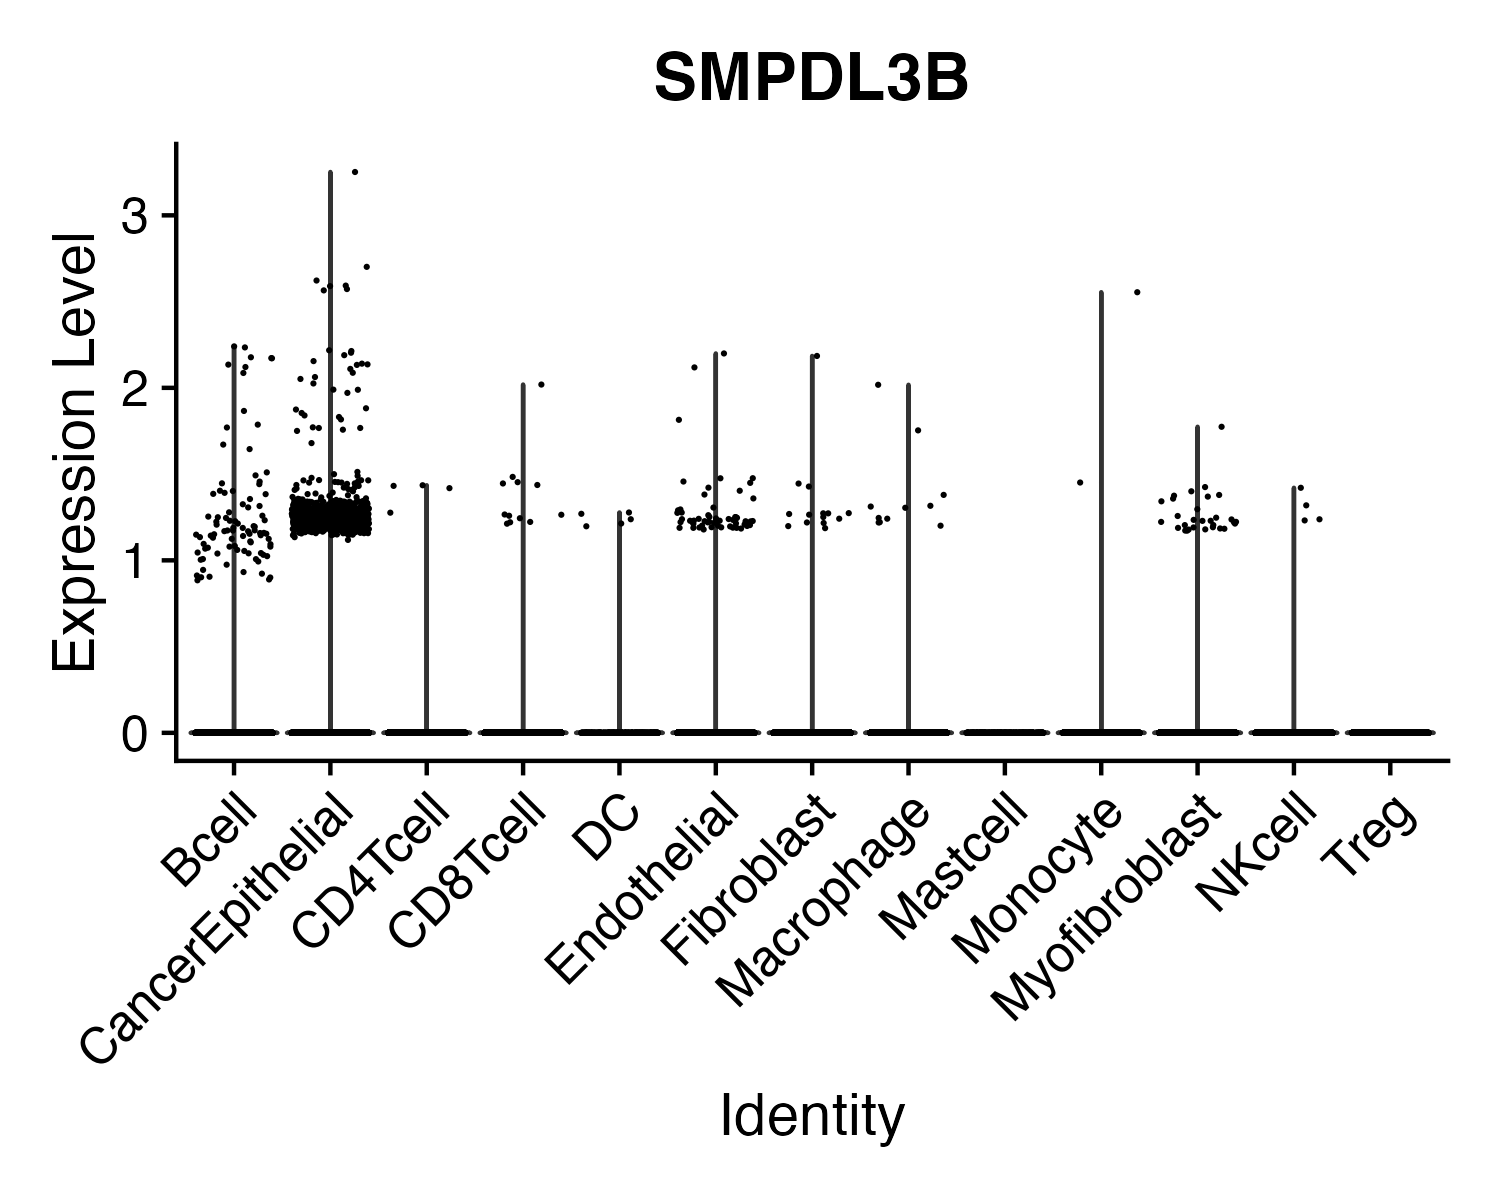 SMPDL3B
Expression Level
3
2
1
0
Bcell
CancerEpithelial
CD4Tcell
CD8Tcell
DC
Endothelial
Fibroblast
Macrophage
Mastcell
Monocyte
Myofibroblast
NKcell
Treg
Identity